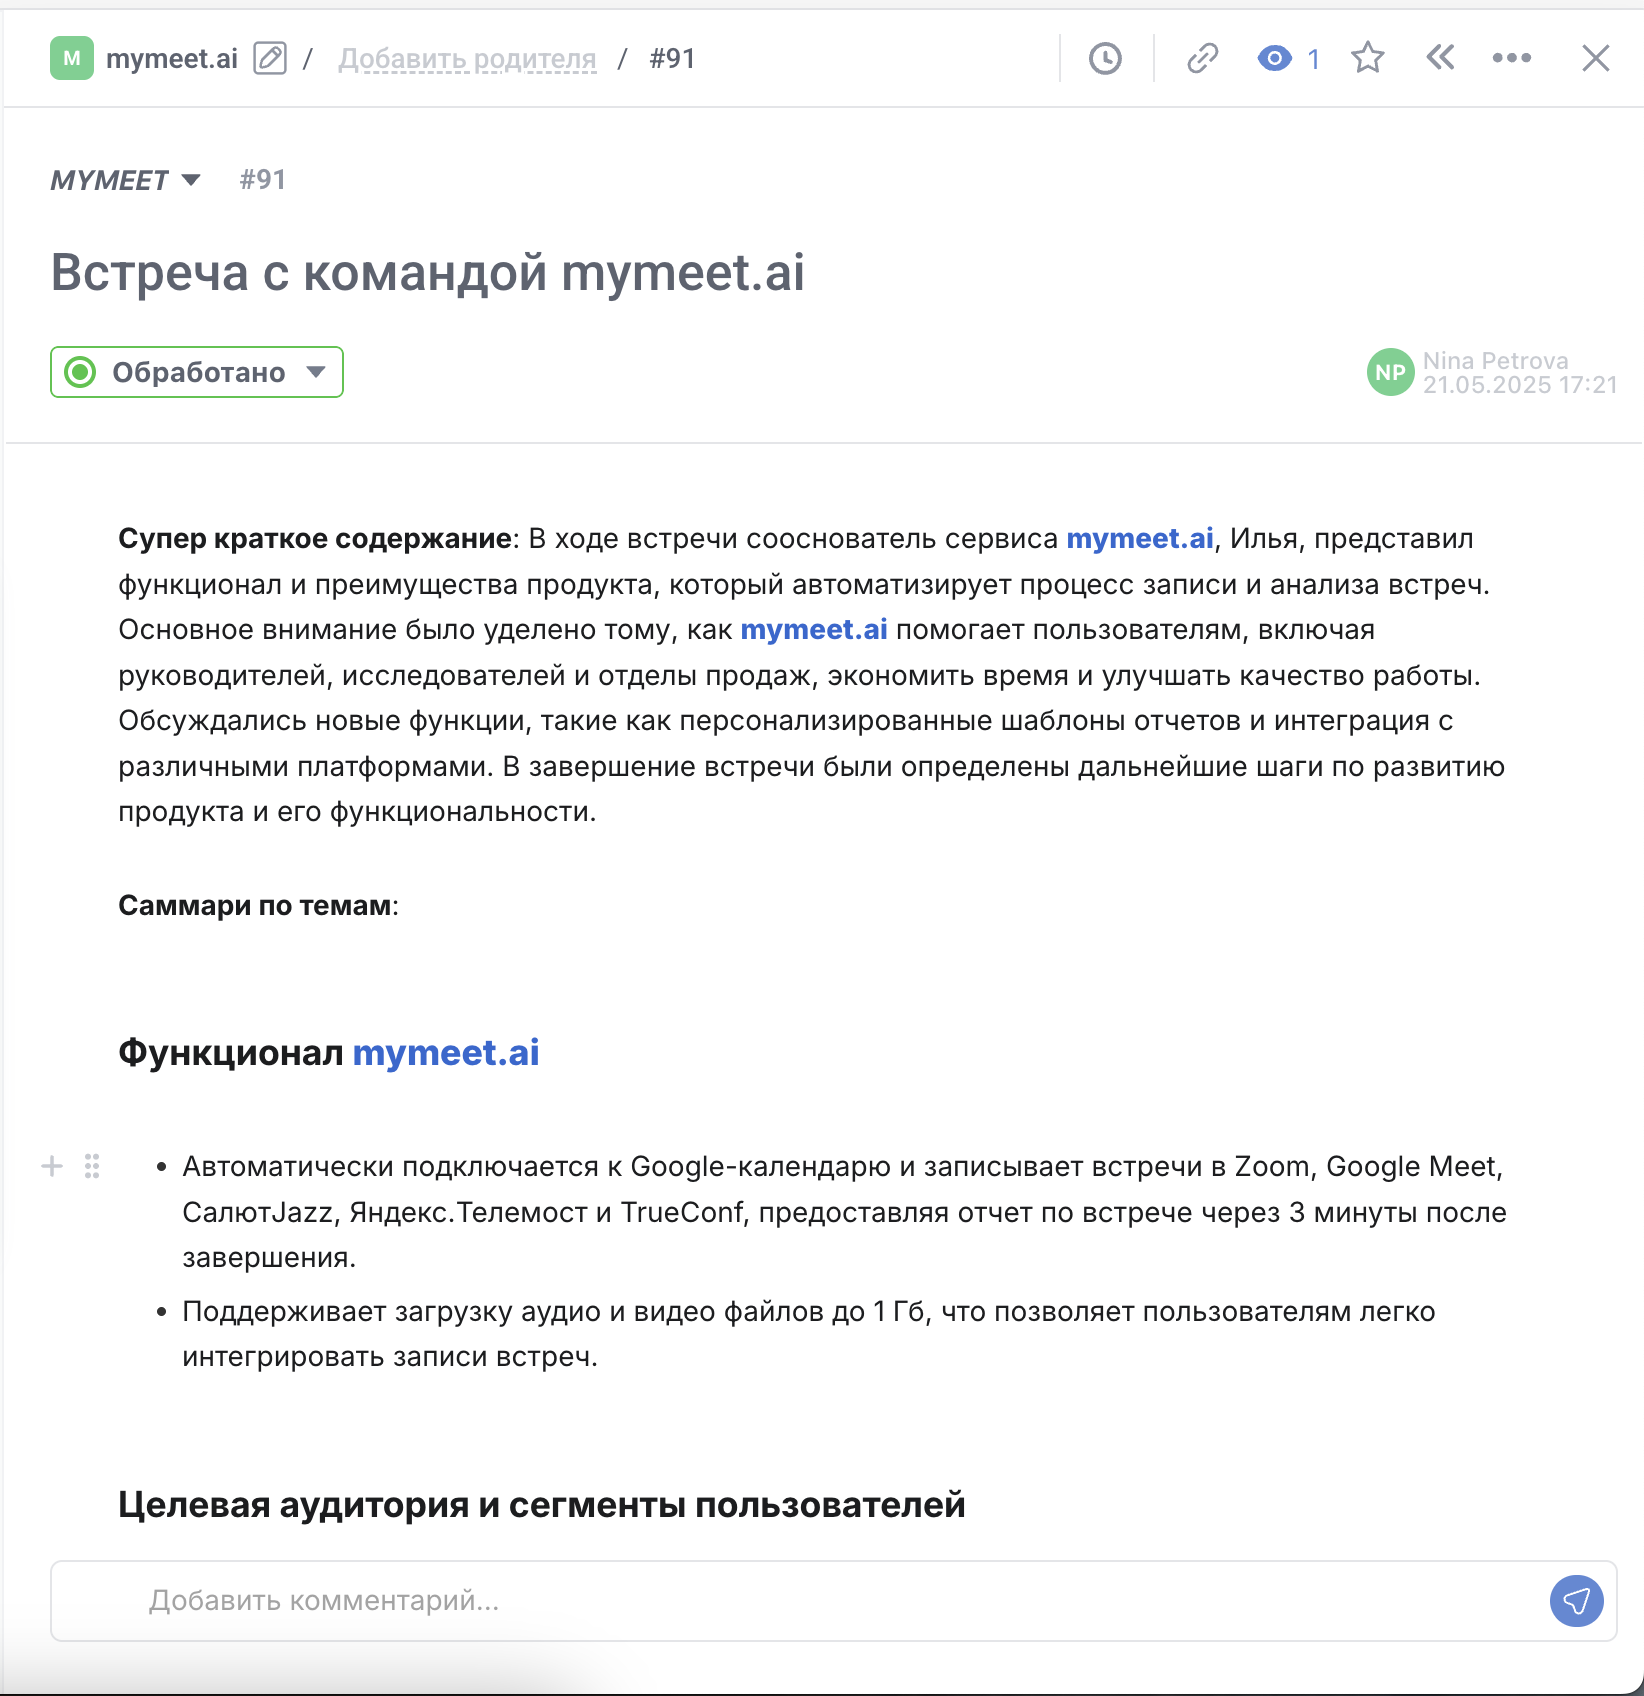 M mymeet.ai / Добавить родителя / #91 1
MYMEET #91
Встреча с командой mymeet.ai
Обработано
NP Nina Petrova
21.05.2025 17:21
Супер краткое содержание: В ходе встречи сооснователь сервиса mymeet.ai, Илья, представил
функционал и преимущества продукта, который автоматизирует процесс записи и анализа встреч.
Основное внимание было уделено тому, как mymeet.ai помогает пользователям, включая
руководителей, исследователей и отделы продаж, экономить время и улучшать качество работы.
Обсуждались новые функции, такие как персонализированные шаблоны отчетов и интеграция с
различными платформами. В завершение встречи были определены дальнейшие шаги по развитию
продукта и его функциональности.
Саммари по темам:
Функционал mymeet.ai
• Автоматически подключается к Google-календарю и записывает встречи в Zoom, Google Meet,
СалютJazz, Яндекс.Телемост и TrueConf, предоставляя отчет по встрече через 3 минуты после
завершения.
• Поддерживает загрузку аудио и видео файлов до 1 Гб, что позволяет пользователям легко
интегрировать записи встреч.
Целевая аудитория и сегменты пользователей
Добавить комментарий...